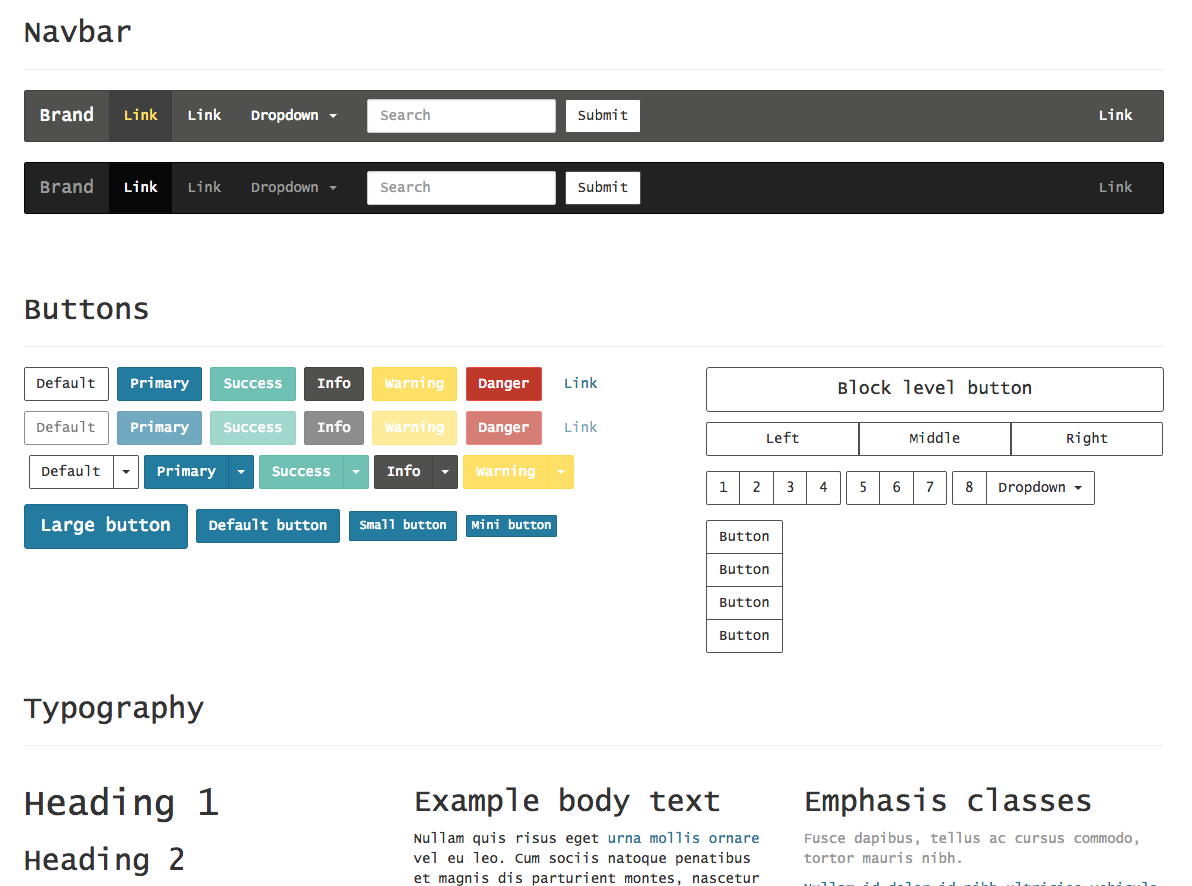 Navbar
Brand Link Link Dropdown Search Submit Link
Brand Link Link Dropdown Search Submit Link
Buttons
Default Primary Success Info Warning Danger Link
Default Primary Success Info Warning Danger Link
Default Primary Success Info Warning
Large button Default button Small button Mini button
Block level button
Left Middle Right
1 2 3 4 5 6 7 8 Dropdown
Button
Button
Button
Button
Typography
Heading 1
Heading 2
Example body text
Nullam quis risus eget urna mollis ornare
vel eu leo. Cum sociis natoque penatibus
et magnis dis parturient montes, nascetur
Emphasis classes
Fusce dapibus, tellus ac cursus commodo,
tortor mauris nibh.